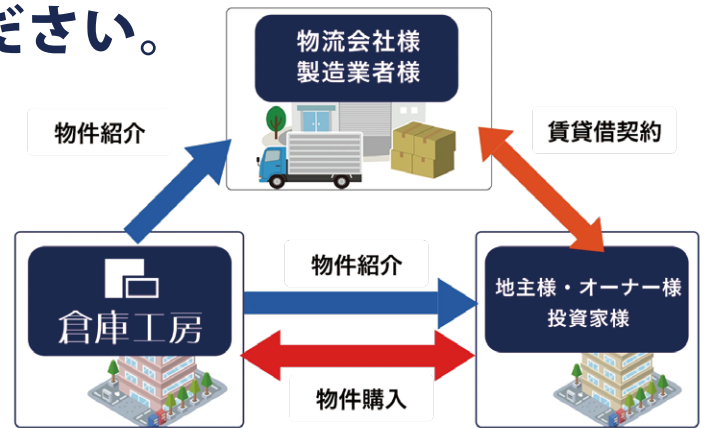 ださい。
物流会社様
製造業者様
物件紹介
賃貸借契約
物件紹介
倉庫工房
地主様・オーナー様
投資家様
物件購入